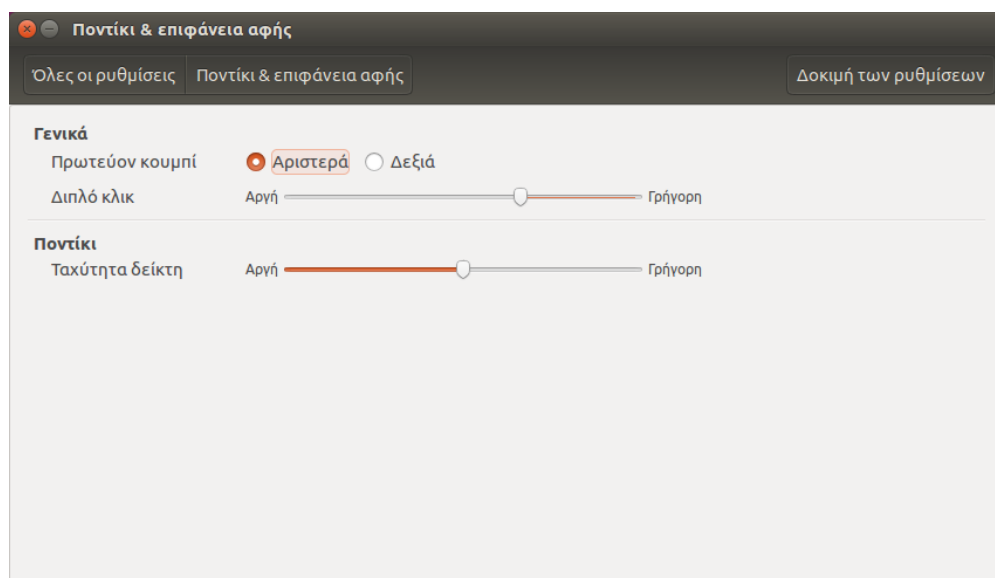 Ποντίκι & επιφάνεια αφής
Όλες οι ρυθμίσεις Ποντίκι & επιφάνεια αφής Δοκιμή των ρυθμίσεων
Γενικά
Πρωτεύον κουμπί Αριστερά Δεξιά
Διπλό κλικ Αργή Γρήγορη
Ποντίκι
Ταχύτητα δείκτη Αργή Γρήγορη